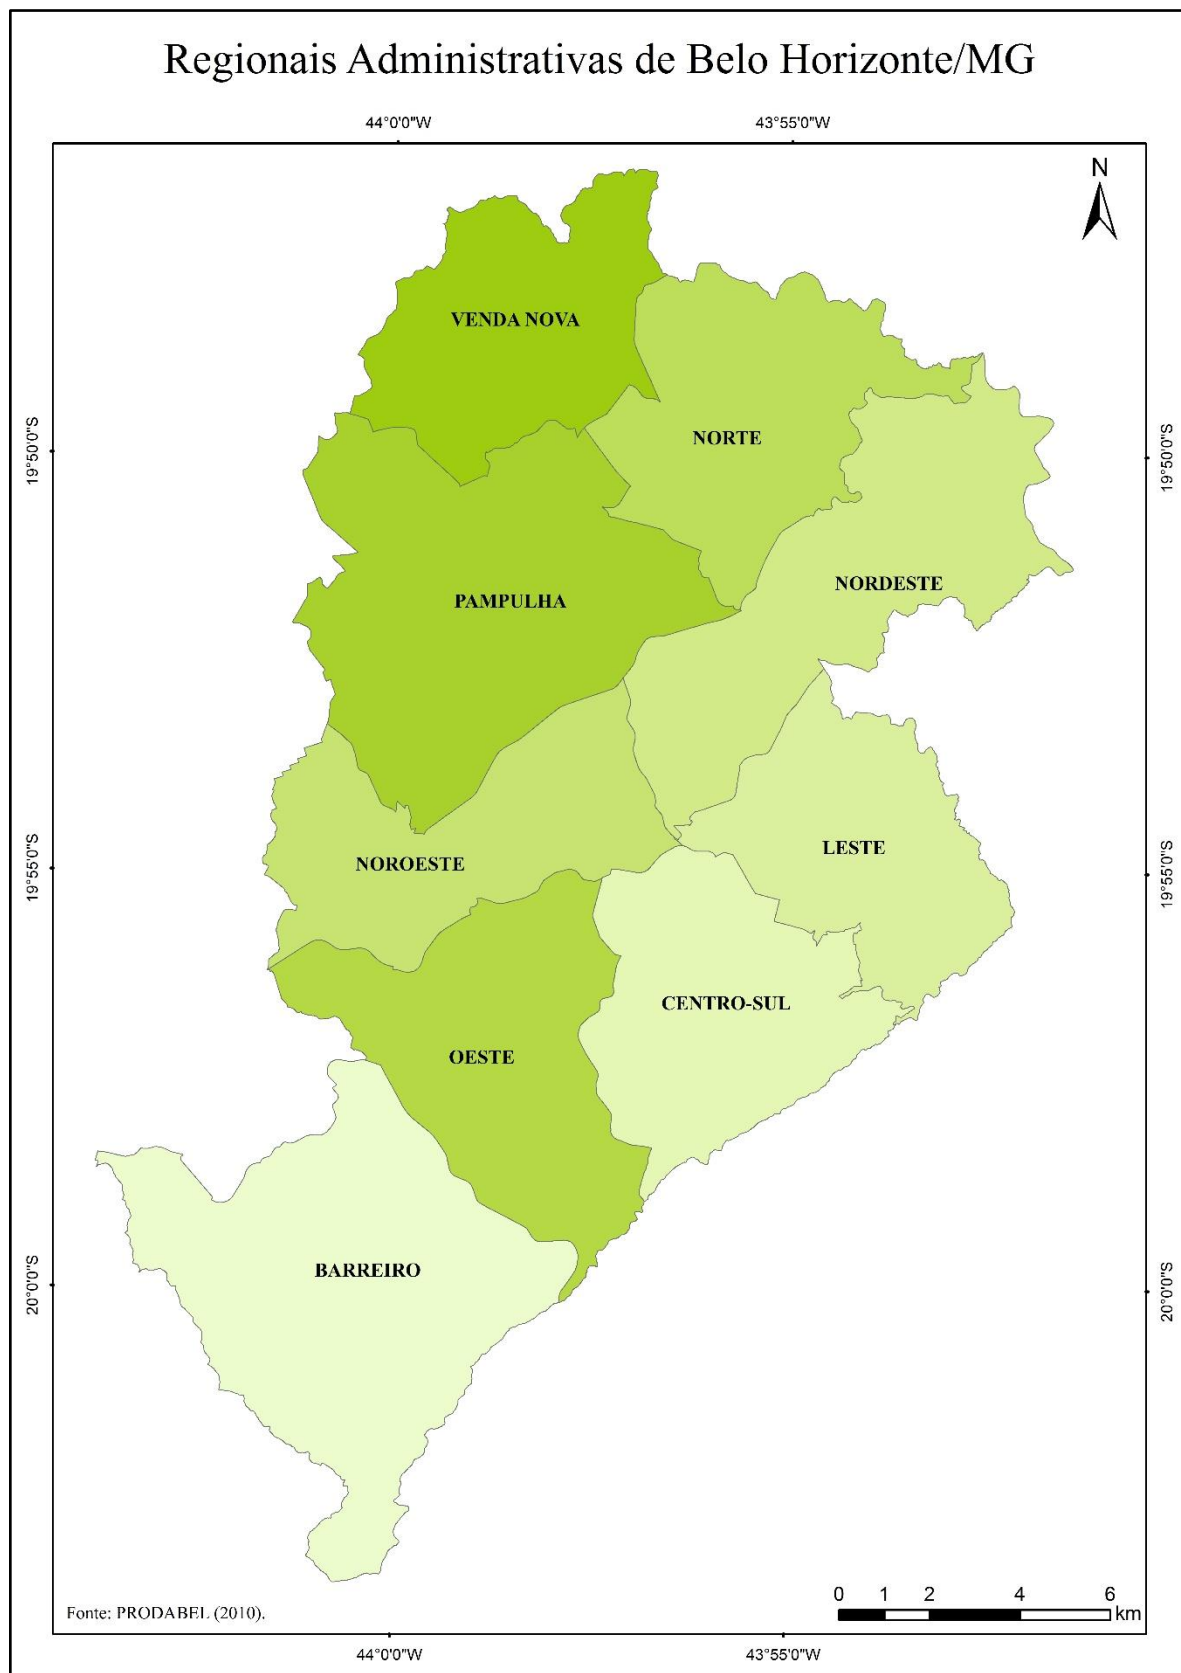 Regionais Administrativas de Belo Horizonte/MG
44°0'0"W
43°55'0"W
N
VENDA NOVA
NORTE
19°50'0"S
19°50'0"S
NORDESTE
PAMPULHA
LESTE
NOROESTE
19°55'0"S
19°55'0"S
CENTRO-SUL
OESTE
BARREIRO
20°0'0"S
20°0'0"S
0 1 2 4 6
km
Fonte: PRODABEL (2010).
44°0'0"W
43°55'0"W